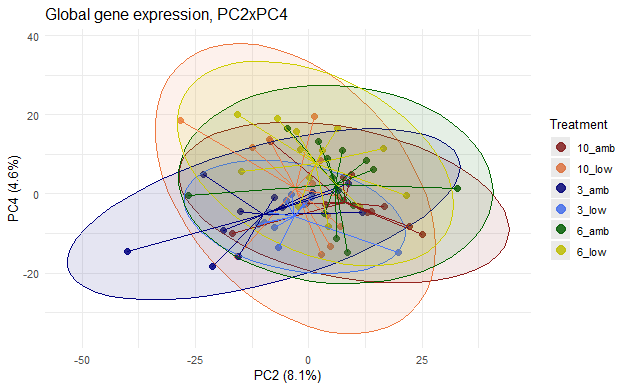 Global gene expression, PC2xPC4
40
20
0
-20
PC4 (4.6%)
-50
-25
0
25
PC2 (8.1%)
Treatment
10_amb
10_low
3_amb
3_low
6_amb
6_low